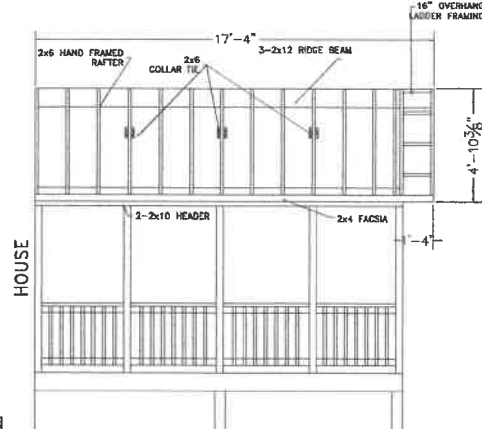 16" OVERHANG
LADDER FRAMING
17'-4"
2x6 HAND FRAMED
RAFTER
2x6
COLLAR TIE
3-2x12 RIDGE BEAM
4'-10⅜"
2-2x10 HEADER
2x4 FACSIA
1'-4"
HOUSE